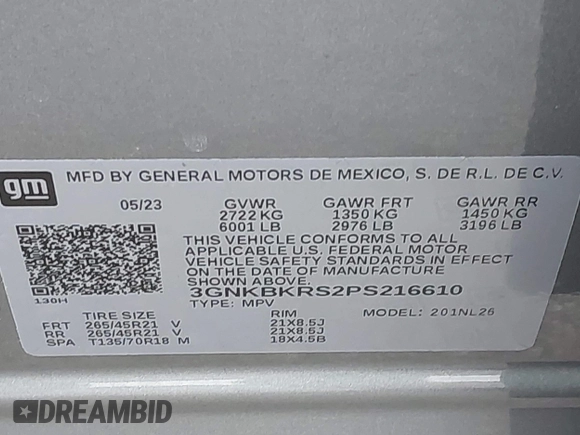 gm MFD BY GENERAL MOTORS DE MEXICO, S. DE R.L. DE C.V.
05/23 GVWR GAWR FRT GAWR RR
2722 KG 1350 KG 1450 KG
6001 LB 2976 LB 3196 LB
THIS VEHICLE CONFORMS TO ALL
APPLICABLE U.S. FEDERAL MOTOR
VEHICLE SAFETY STANDARDS IN EFFECT
ON THE DATE OF MANUFACTURE
SHOWN ABOVE.
3GNKBKRS2PS216610
130H TYPE: MPV
TIRE SIZE RIM MODEL: 201NL26
FRT 265/45R21 V 21X8.5J
RR 265/45R21 V 21X8.5J
SPA T135/70R18 M 18X4.5B
DREAMBID